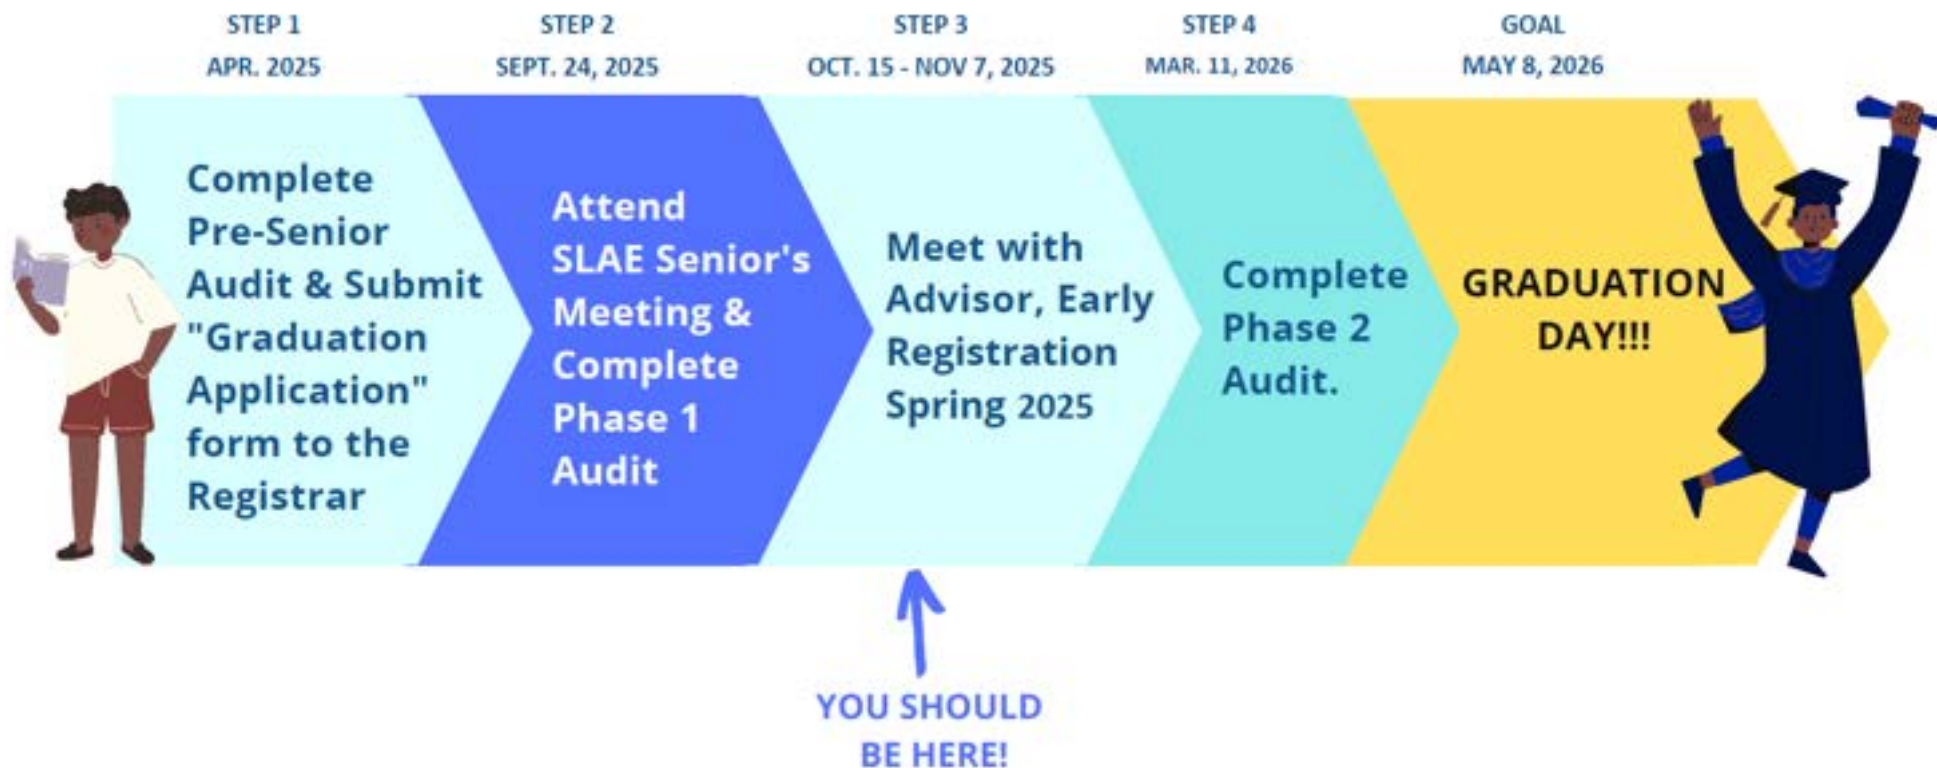 STEP 1
APR. 2025
STEP 2
SEPT. 24, 2025
STEP 3
OCT. 15 - NOV 7, 2025
STEP 4
MAR. 11, 2026
GOAL
MAY 8, 2026
Complete
Pre-Senior
Audit & Submit
"Graduation
Application"
form to the
Registrar
Attend
SLAE Senior's
Meeting &
Complete
Phase 1
Audit
Meet with
Advisor, Early
Registration
Spring 2025
Complete
Phase 2
Audit.
GRADUATION
DAY!!!
YOU SHOULD
BE HERE!